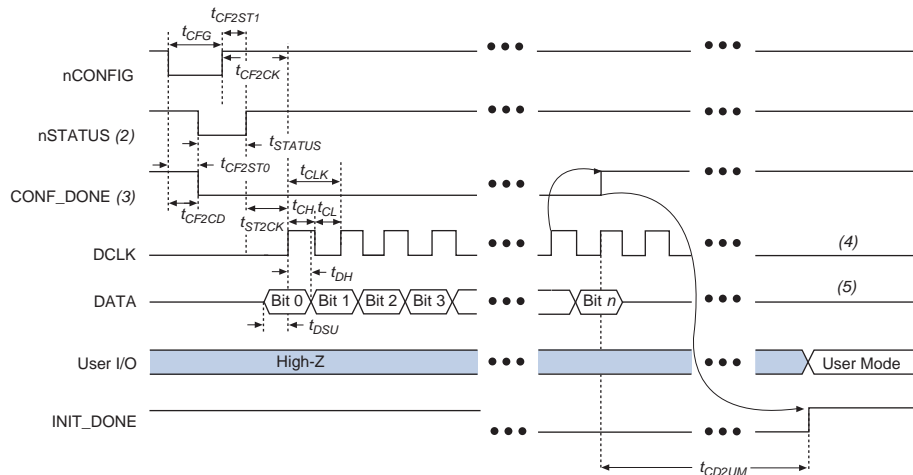 tCF2ST1
tCFG
nCONFIG
tCF2CK
nSTATUS (2)
tSTATUS
tCF2ST0
tCLK
CONF_DONE (3)
tCF2CD
tST2CK
tCH
tCL
DCLK
(4)
tDH
DATA
Bit 0
Bit 1
Bit 2
Bit 3
Bit n
(5)
tDSU
User I/O
High-Z
User Mode
INIT_DONE
tCD2UM